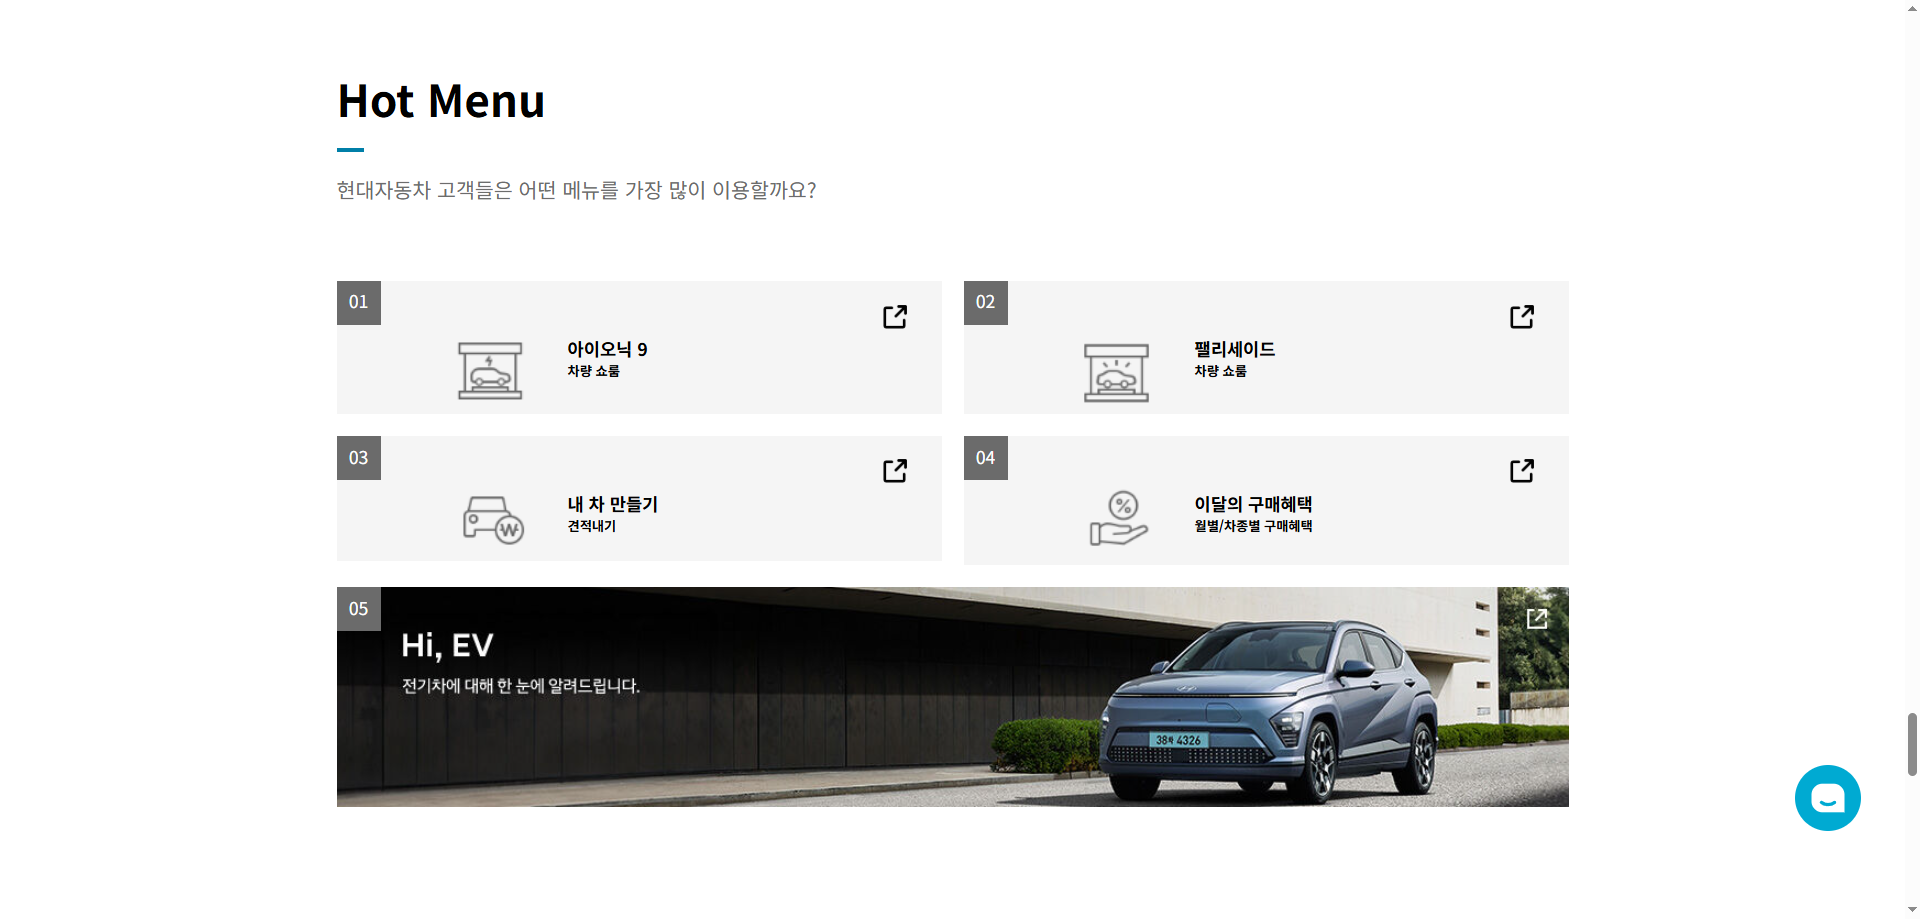 Hot Menu
현대자동차 고객들은 어떤 메뉴를 가장 많이 이용할까요?
01
아이오닉 9
차량 쇼룸
02
팰리세이드
차량 쇼룸
03
내 차 만들기
견적내기
04
이달의 구매혜택
월별/차종별 구매혜택
05
Hi, EV
전기차에 대해 한 눈에 알려드립니다.